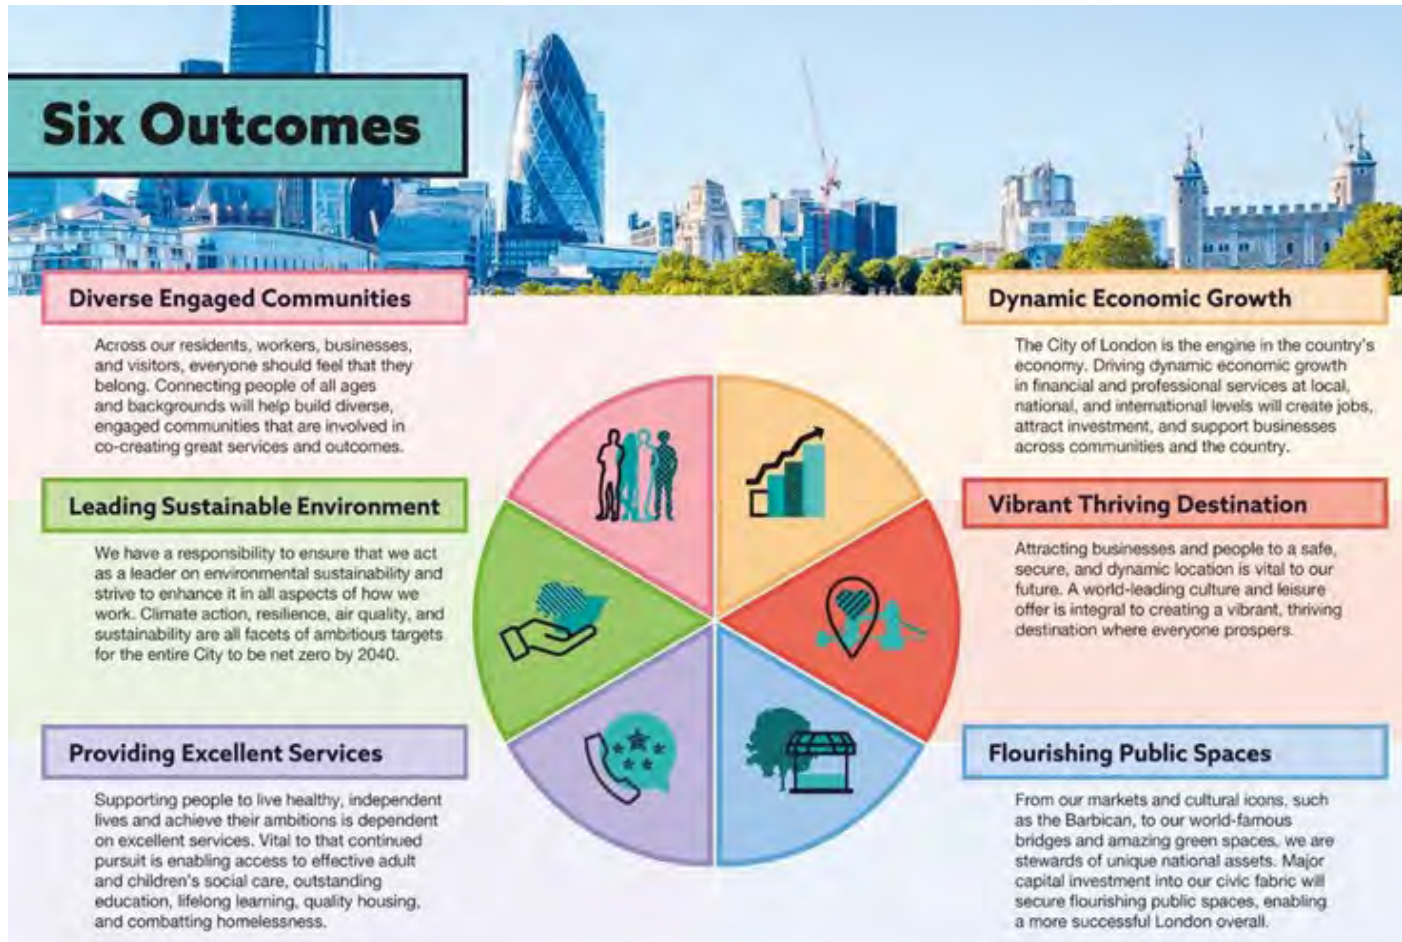 Six Outcomes
Diverse Engaged Communities
Across our residents, workers, businesses,
and visitors, everyone should feel that they
belong. Connecting people of all ages
and backgrounds will help build diverse,
engaged communities that are involved in
co-creating great services and outcomes.
Leading Sustainable Environment
We have a responsibility to ensure that we act
as a leader on environmental sustainability and
strive to enhance it in all aspects of how we
work. Climate action, resilience, air quality, and
sustainability are all facets of ambitious targets
for the entire City to be net zero by 2040.
Providing Excellent Services
Supporting people to live healthy, independent
lives and achieve their ambitions is dependent
on excellent services. Vital to that continued
pursuit is enabling access to effective adult
and children's social care, outstanding
education, lifelong learning, quality housing,
and combatting homelessness.
Dynamic Economic Growth
The City of London is the engine in the country's
economy. Driving dynamic economic growth
in financial and professional services at local,
national, and international levels will create jobs,
attract investment, and support businesses
across communities and the country.
Vibrant Thriving Destination
Attracting businesses and people to a safe,
secure, and dynamic location is vital to our
future. A world-leading culture and leisure
offer is integral to creating a vibrant, thriving
destination where everyone prospers.
Flourishing Public Spaces
From our markets and cultural icons, such
as the Barbican, to our world-famous
bridges and amazing green spaces, we are
stewards of unique national assets. Major
capital investment into our civic fabric will
secure flourishing public spaces, enabling
a more successful London overall.